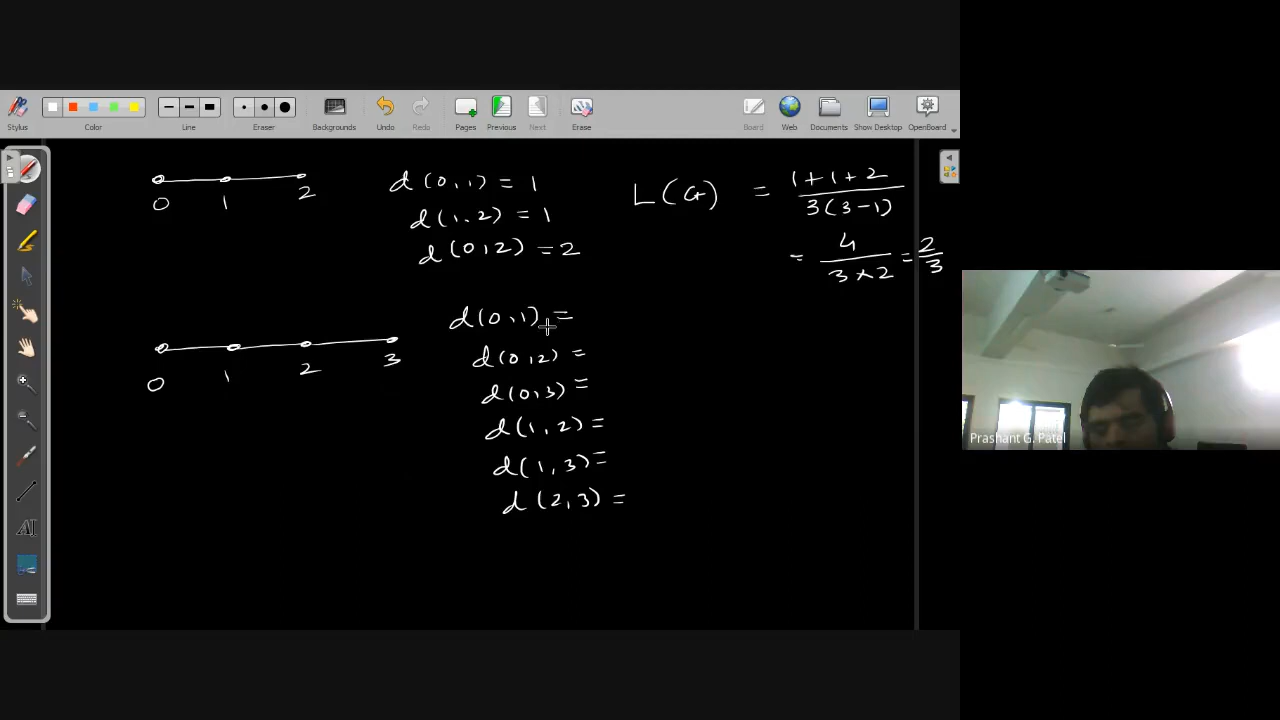 Stylus
Color
Line
Eraser
Backgrounds
Undo
Redo
Pages
Previous
Next
Erase
Board
Web
Documents
Show Desktop
OpenBoard
0 1 2
d(0,1) = 1
d(1,2) = 1
d(0,2) = 2
L(G) = 1+1+2 / 3(3-1)
= 4 / 3×2 = 2/3
0 1 2 3
d(0,1) =
d(0,2) =
d(0,3) =
d(1,2) =
d(1,3) =
d(2,3) =
Prashant G. Patel